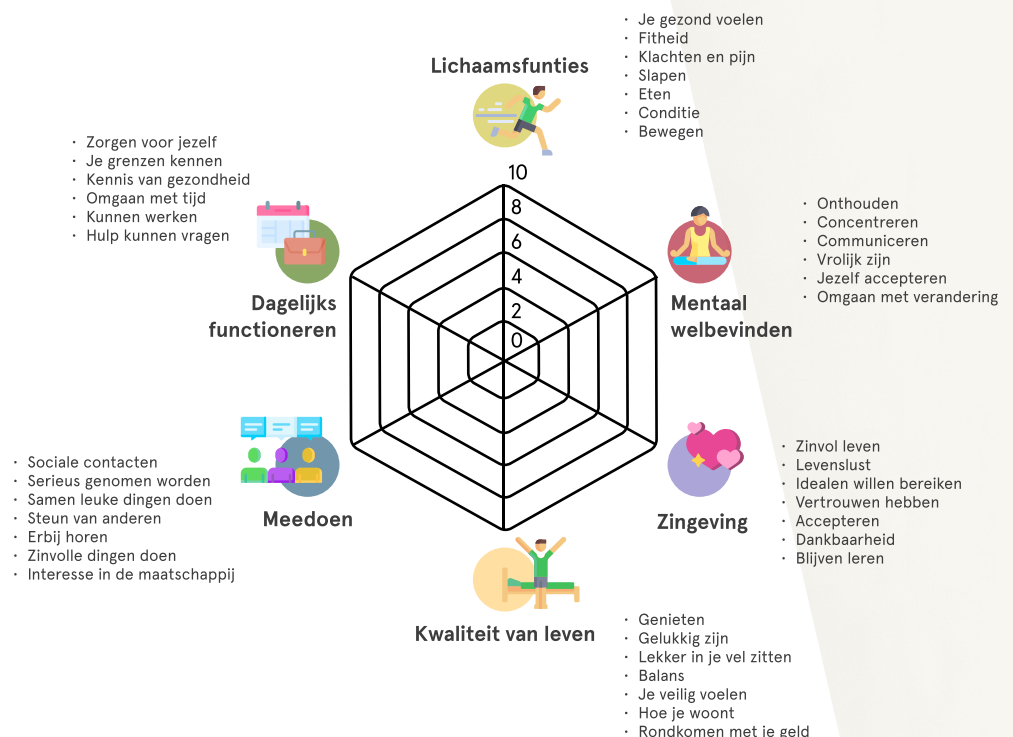 Lichaamsfunties
· Je gezond voelen
· Fitheid
· Klachten en pijn
· Slapen
· Eten
· Conditie
· Bewegen
Mentaal
welbevinden
· Onthouden
· Concentreren
· Communiceren
· Vrolijk zijn
· Jezelf accepteren
· Omgaan met verandering
Zingeving
· Zinvol leven
· Levenslust
· Idealen willen bereiken
· Vertrouwen hebben
· Accepteren
· Dankbaarheid
· Blijven leren
Kwaliteit van leven
· Genieten
· Gelukkig zijn
· Lekker in je vel zitten
· Balans
· Je veilig voelen
· Hoe je woont
· Rondkomen met je geld
Meedoen
· Sociale contacten
· Serieus genomen worden
· Samen leuke dingen doen
· Steun van anderen
· Erbij horen
· Zinvolle dingen doen
· Interesse in de maatschappij
Dagelijks
functioneren
· Zorgen voor jezelf
· Je grenzen kennen
· Kennis van gezondheid
· Omgaan met tijd
· Kunnen werken
· Hulp kunnen vragen
10
8
6
4
2
0